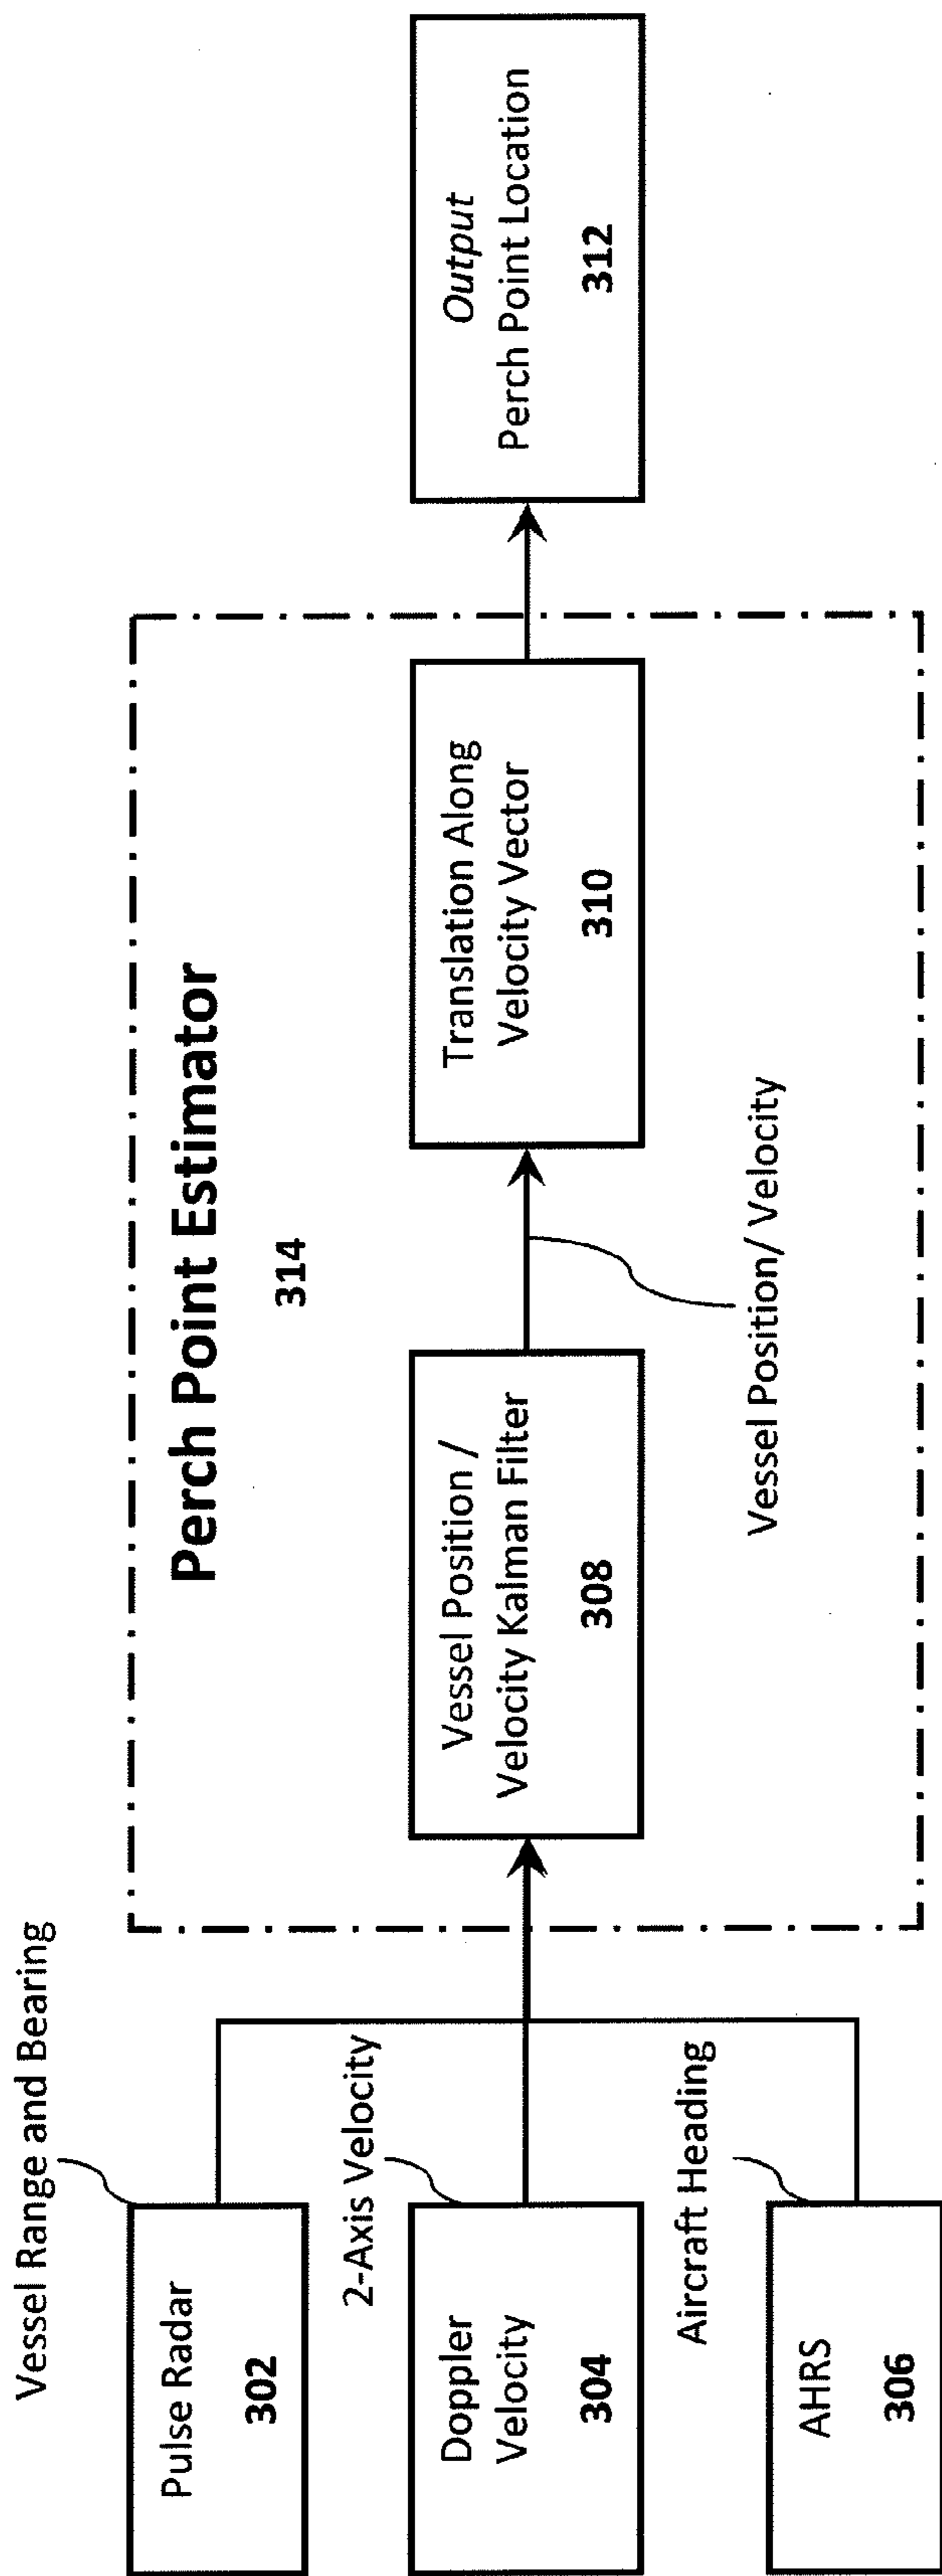 Vessel Range and Bearing
Pulse Radar
302
2-Axis Velocity
Doppler
Velocity
304
Aircraft Heading
AHRS
306
Perch Point Estimator
314
Vessel Position /
Velocity Kalman Filter
308
Vessel Position/ Velocity
Translation Along
Velocity Vector
310
Output
Perch Point Location
312